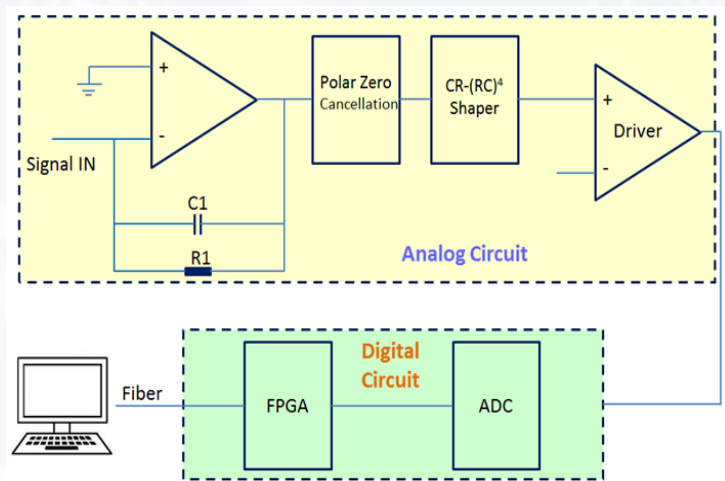 +
-
Signal IN
C1
R1
Polar Zero
Cancellation
CR-(RC)⁴
Shaper
+
Driver
-
Analog Circuit
Digital
Circuit
Fiber
FPGA
ADC